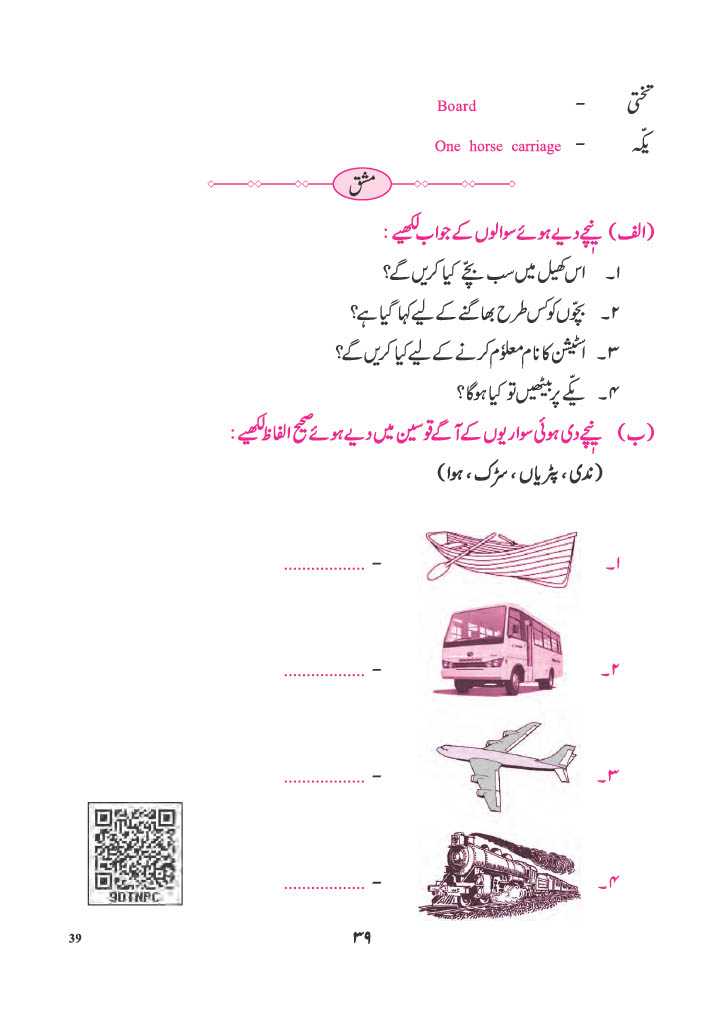 تختی - Board
یکّہ - One horse carriage
مشق
(الف) نیچے دیے ہوئے سوالوں کے جواب لکھیے :
۱۔ اس کھیل میں سب بچّے کیا کریں گے؟
۲۔ بچّوں کو کس طرح بھاگنے کے لیے کہا گیا ہے؟
۳۔ اسٹیشن کا نام معلوٗم کرنے کے لیے کیا کریں گے؟
۴۔ یکّے پر بیٹھیں تو کیا ہوگا؟
(ب) نیچے دی ہوئی سواریوں کے آگے قوسین میں دیے ہوئے صحیح الفاظ لکھیے :
(ندی ، پٹریاں ، سڑک ، ہوا)
۱۔ - ..................
۲۔ - ..................
۳۔ - ..................
۴۔ - ..................
9DTNPC
39 ۳۹